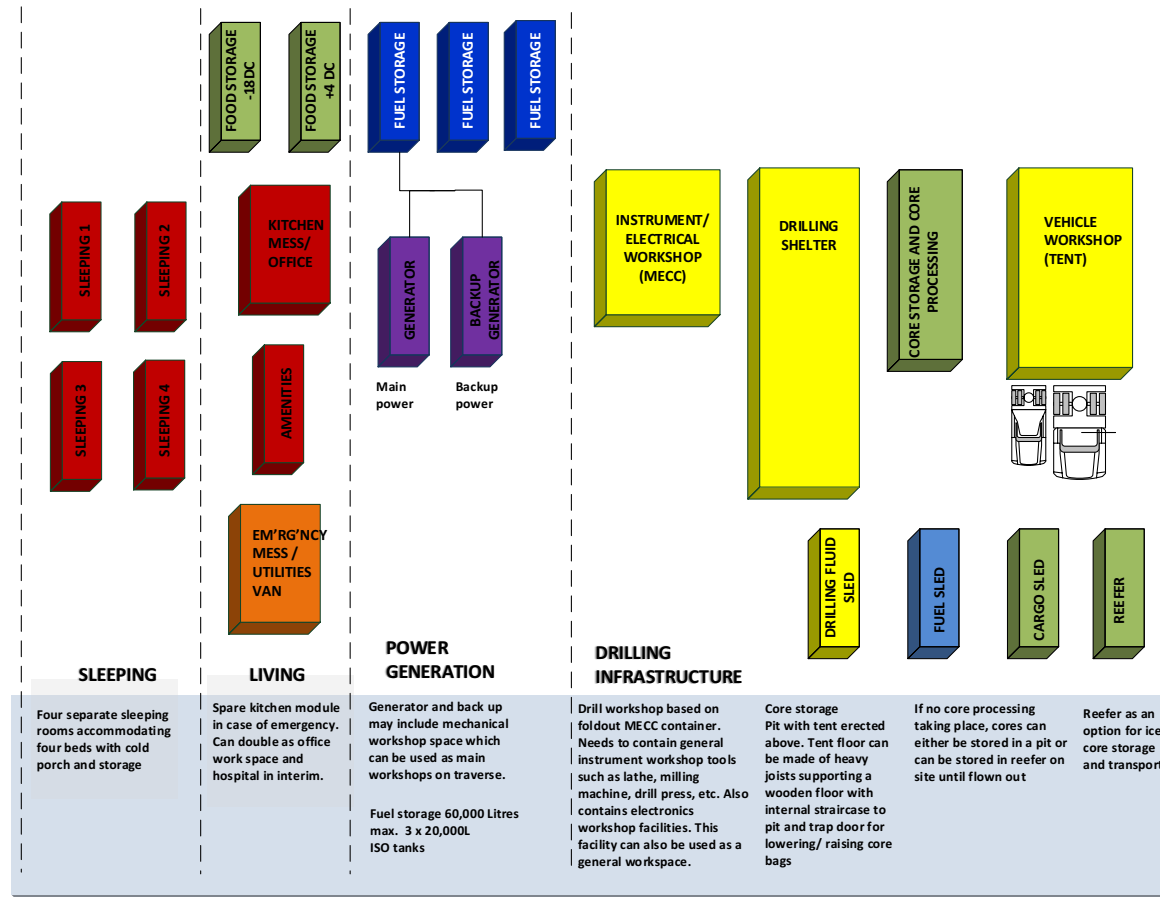 FOOD STORAGE
-18DC
FOOD STORAGE
+4 DC
FUEL STORAGE
FUEL STORAGE
FUEL STORAGE
SLEEPING 1
SLEEPING 2
KITCHEN
MESS/
OFFICE
GENERATOR
BACKUP
GENERATOR
INSTRUMENT/
ELECTRICAL
WORKSHOP
(MECC)
DRILLING
SHELTER
CORE STORAGE AND CORE
PROCESSING
VEHICLE
WORKSHOP
(TENT)
SLEEPING 3
SLEEPING 4
AMENITIES
Main
power
Backup
power
EM’RG’NCY
MESS /
UTILITIES
VAN
DRILLING FLUID
SLED
FUEL SLED
CARGO SLED
REEFER
SLEEPING
Four separate sleeping
rooms accommodating
four beds with cold
porch and storage
LIVING
Spare kitchen module
in case of emergency.
Can double as office
work space and
hospital in interim.
POWER
GENERATION
Generator and back up
may include mechanical
workshop space which
can be used as main
workshops on traverse.
Fuel storage 60,000 Litres
max.  3 x 20,000L
ISO tanks
DRILLING
INFRASTRUCTURE
Drill workshop based on
foldout MECC container.
Needs to contain general
instrument workshop tools
such as lathe, milling
machine, drill press, etc. Also
contains electronics
workshop facilities. This
facility can also be used as a
general workspace.
Core storage
Pit with tent erected
above. Tent floor can
be made of heavy
joists supporting a
wooden floor with
internal staircase to
pit and trap door for
lowering/ raising core
bags
If no core processing
taking place, cores can
either be stored in a pit or
can be stored in reefer on
site until flown out
Reefer as an
option for ice
core storage
and transport